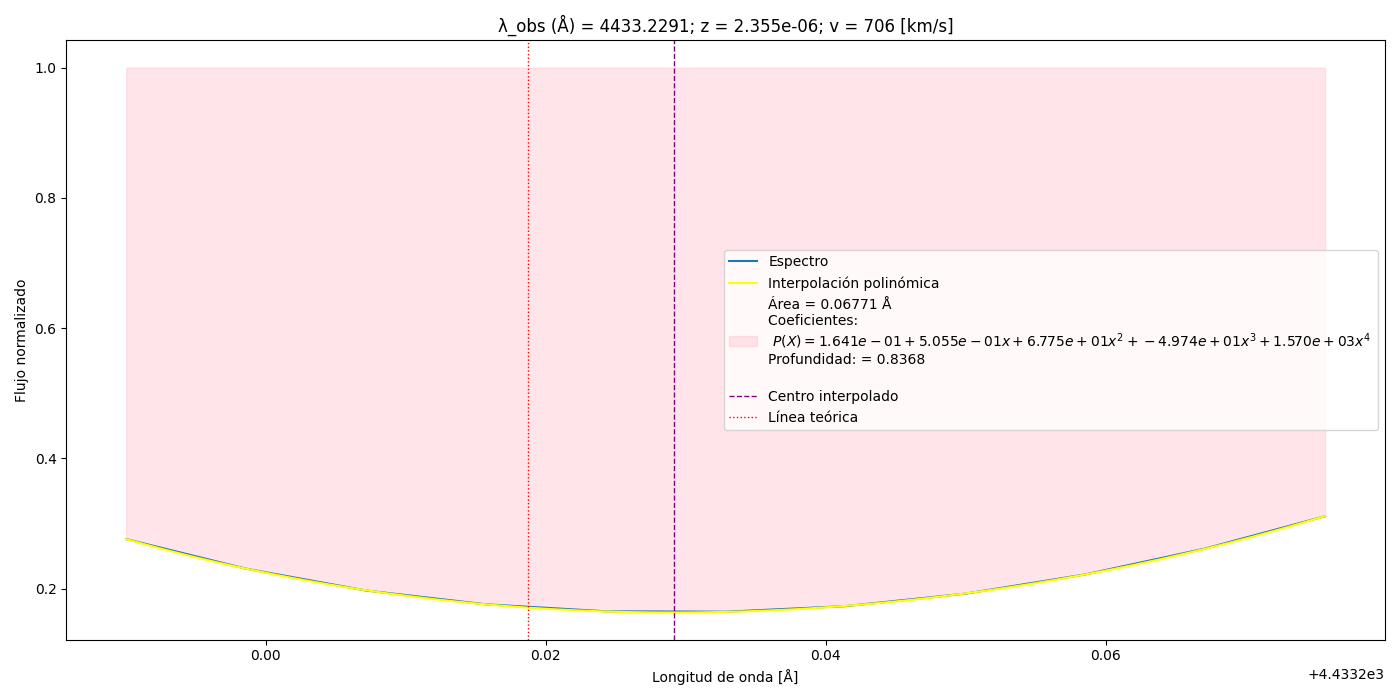 λ_obs (Å) = 4433.2291; z = 2.355e-06; v = 706 [km/s]
1.0
0.8
0.6
0.4
0.2
Flujo normalizado
Espectro
Interpolación polinómica
Área = 0.06771 Å
Coeficientes:
P(X) = 1.641e − 01 + 5.055e − 01x + 6.775e + 01x² + −4.974e + 01x³ + 1.570e + 03x⁴
Profundidad: = 0.8368
Centro interpolado
Línea teórica
0.00
0.02
0.04
0.06
+4.4332e3
Longitud de onda [Å]